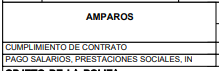 AMPAROS
CUMPLIMIENTO DE CONTRATO
PAGO SALARIOS, PRESTACIONES SOCIALES, IN